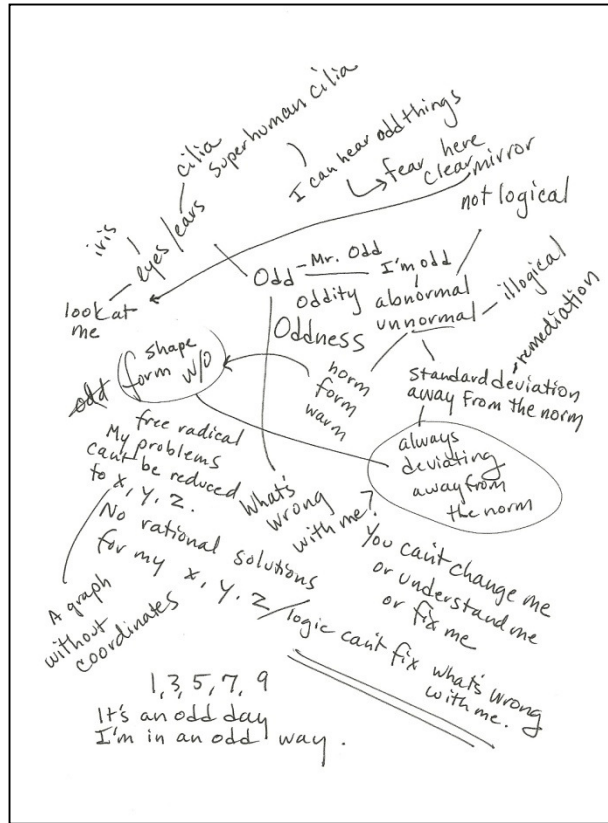 cilia
superhuman cilia
I can hear odd things
fear here
clear mirror
not logical
iris
eyes/ears
Odd
Mr. Odd
I'm odd
look at
me
oddity
abnormal
unnormal
illogical
Oddness
remediation
odd
shape
form w/o
norm
form
warm
standard deviation
away from the norm
free radical
My problems
can't be reduced
to x, y, z.
always
deviating
away from
the norm
What's
wrong
with me?
No rational solutions
for my x, y, z/logic can't fix what's wrong
with me.
You can't change me
or understand me
or fix me
A graph
without
coordinates
1, 3, 5, 7, 9
It's an odd day
I'm in an odd way.